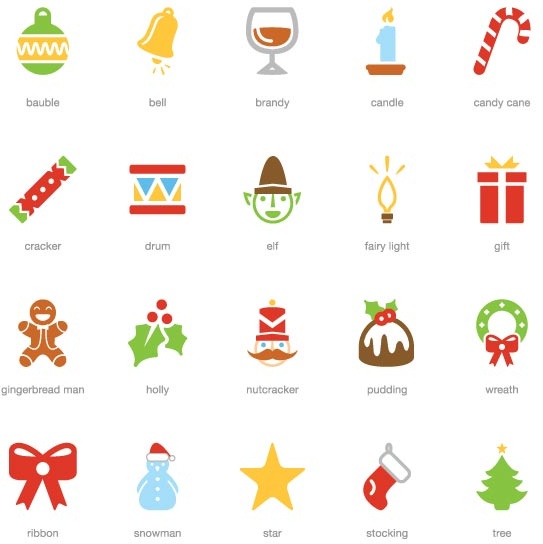 bauble bell brandy candle candy cane
cracker drum elf fairy light gift
gingerbread man holly nutcracker pudding wreath
ribbon snowman star stocking tree